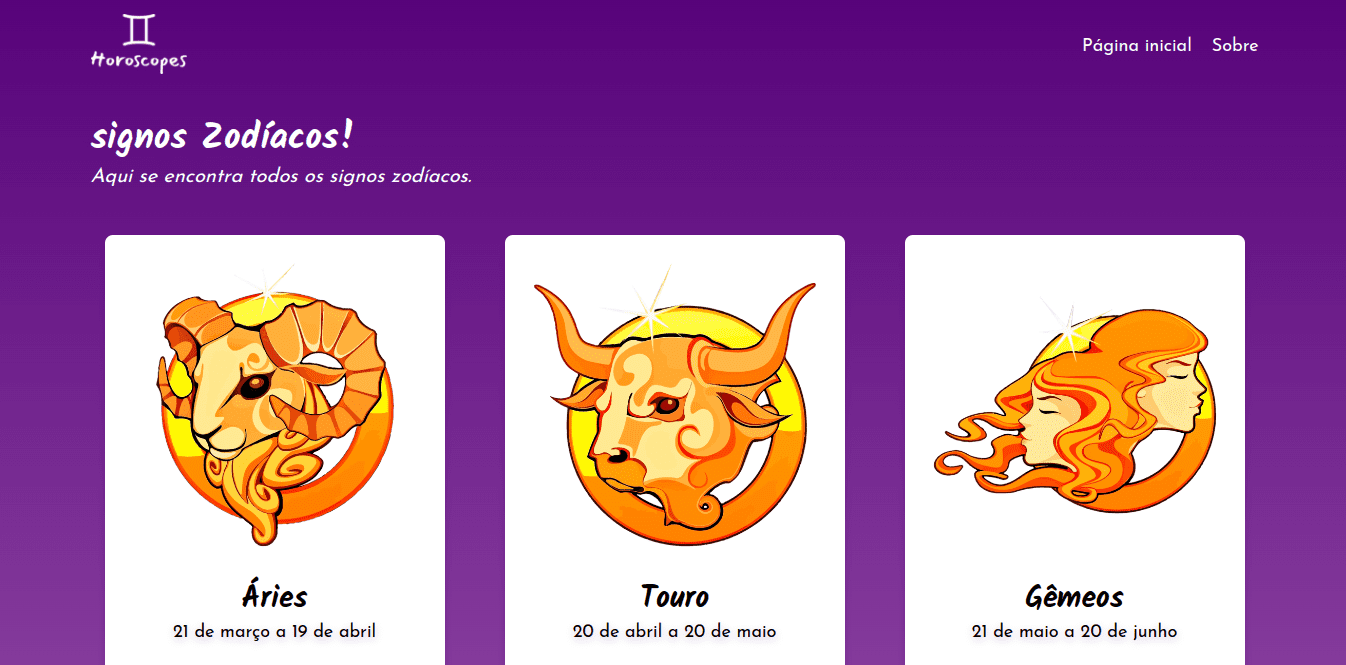 Horoscopes
Página inicial Sobre
signos Zodíacos!
Aqui se encontra todos os signos zodíacos.
Áries
21 de março a 19 de abril
Touro
20 de abril a 20 de maio
Gêmeos
21 de maio a 20 de junho